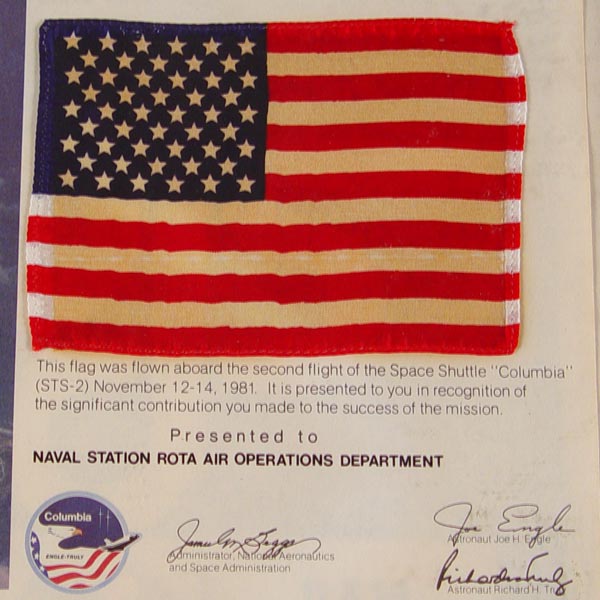 This flag was flown aboard the second flight of the Space Shuttle "Columbia"
(STS-2) November 12-14, 1981. It is presented to you in recognition of
the significant contribution you made to the success of the mission.
Presented to
NAVAL STATION ROTA AIR OPERATIONS DEPARTMENT
Columbia
ENGLE-TRULY
Administrator, National Aeronautics
and Space Administration
Joe Engle
Astronaut Joe H. Engle
Richard Truly
Astronaut Richard H.